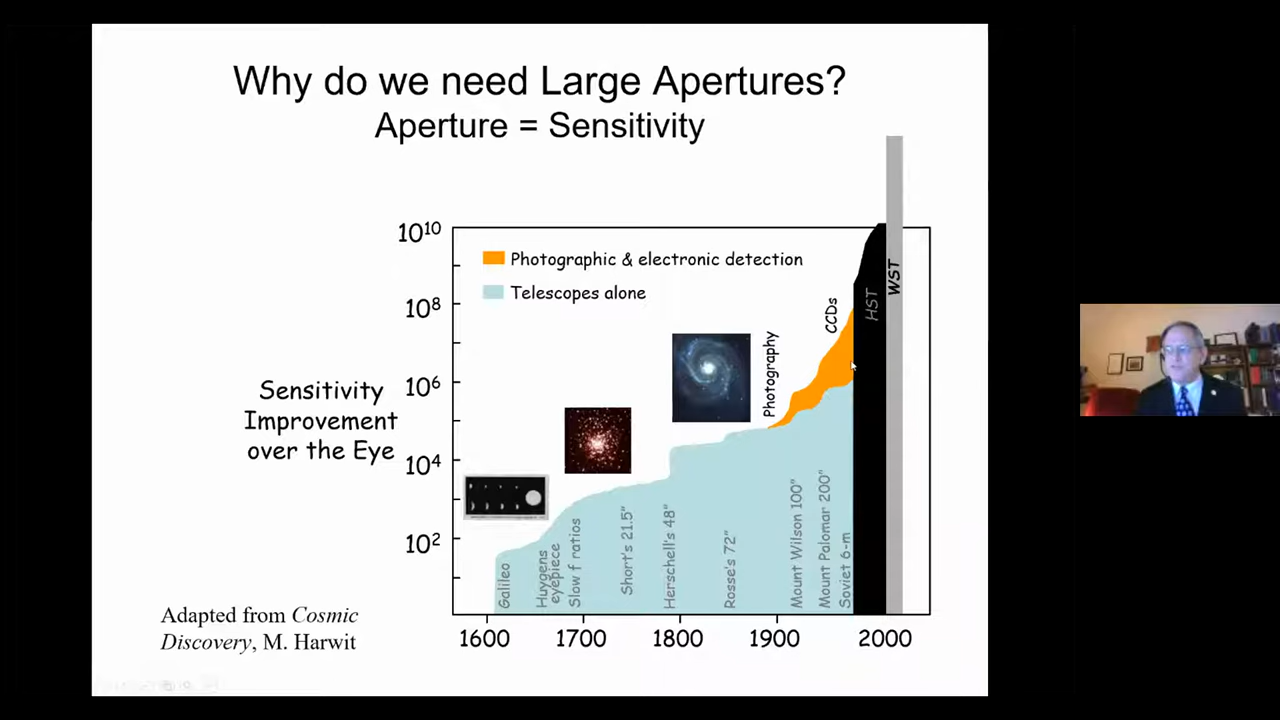 Why do we need Large Apertures?
Aperture = Sensitivity
10^10
10^8
10^6
10^4
10^2
Sensitivity
Improvement
over the Eye
Photographic & electronic detection
Telescopes alone
Galileo
Huygens
eyepiece
Slow f ratios
Short's 21.5"
Herschell's 48"
Rosse's 72"
Photography
Mount Wilson 100"
Mount Palomar 200"
Soviet 6-m
CCDs
HST
WST
1600
1700
1800
1900
2000
Adapted from Cosmic
Discovery, M. Harwit